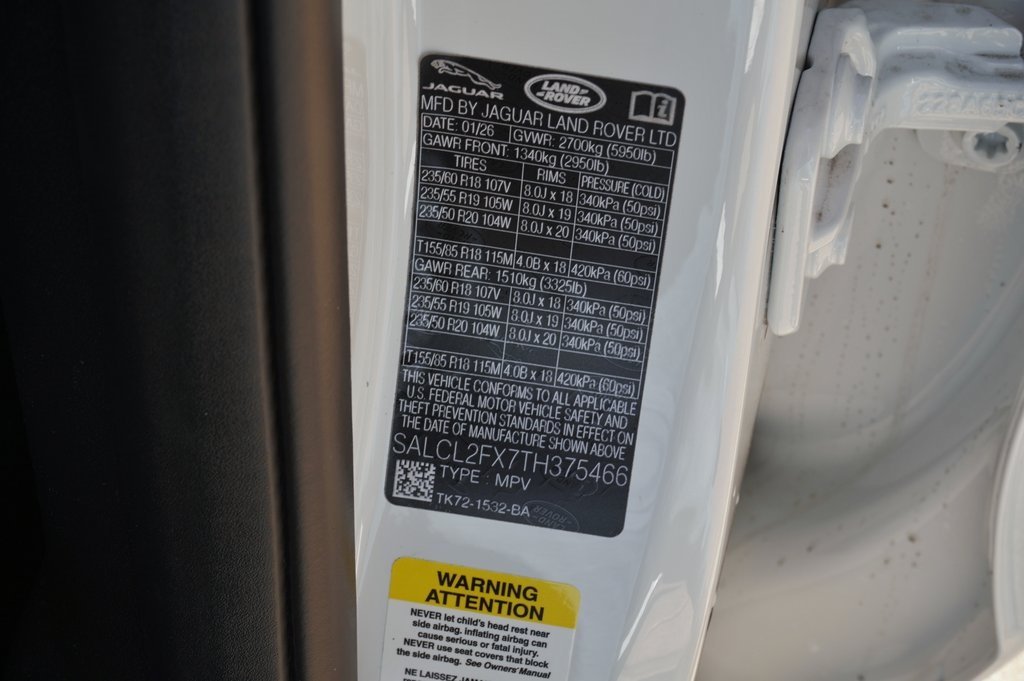 JAGUAR LAND ROVER i
MFD BY JAGUAR LAND ROVER LTD
DATE: 01/26 GVWR: 2700kg (5950lb)
GAWR FRONT: 1340kg (2950lb)
TIRES RIMS PRESSURE (COLD)
235/60 R18 107V 8.0J x 18 340kPa (50psi)
235/55 R19 105W 8.0J x 19 340kPa (50psi)
235/50 R20 104W 8.0J x 20 340kPa (50psi)
T155/85 R18 115M 4.0B x 18 420kPa (60psi)
GAWR REAR: 1510kg (3325lb)
235/60 R18 107V 8.0J x 18 340kPa (50psi)
235/55 R19 105W 8.0J x 19 340kPa (50psi)
235/50 R20 104W 8.0J x 20 340kPa (50psi)
T155/85 R18 115M 4.0B x 18 420kPa (60psi)
THIS VEHICLE CONFORMS TO ALL APPLICABLE
U.S. FEDERAL MOTOR VEHICLE SAFETY AND
THEFT PREVENTION STANDARDS IN EFFECT ON
THE DATE OF MANUFACTURE SHOWN ABOVE
SALCL2FX7TH375466
TYPE : MPV
TK72-1532-BA
WARNING
ATTENTION
NEVER let child's head rest near
side airbag, inflating airbag can
cause serious or fatal injury.
NEVER use seat covers that block
the side airbag. See Owners' Manual
NE LAISSEZ